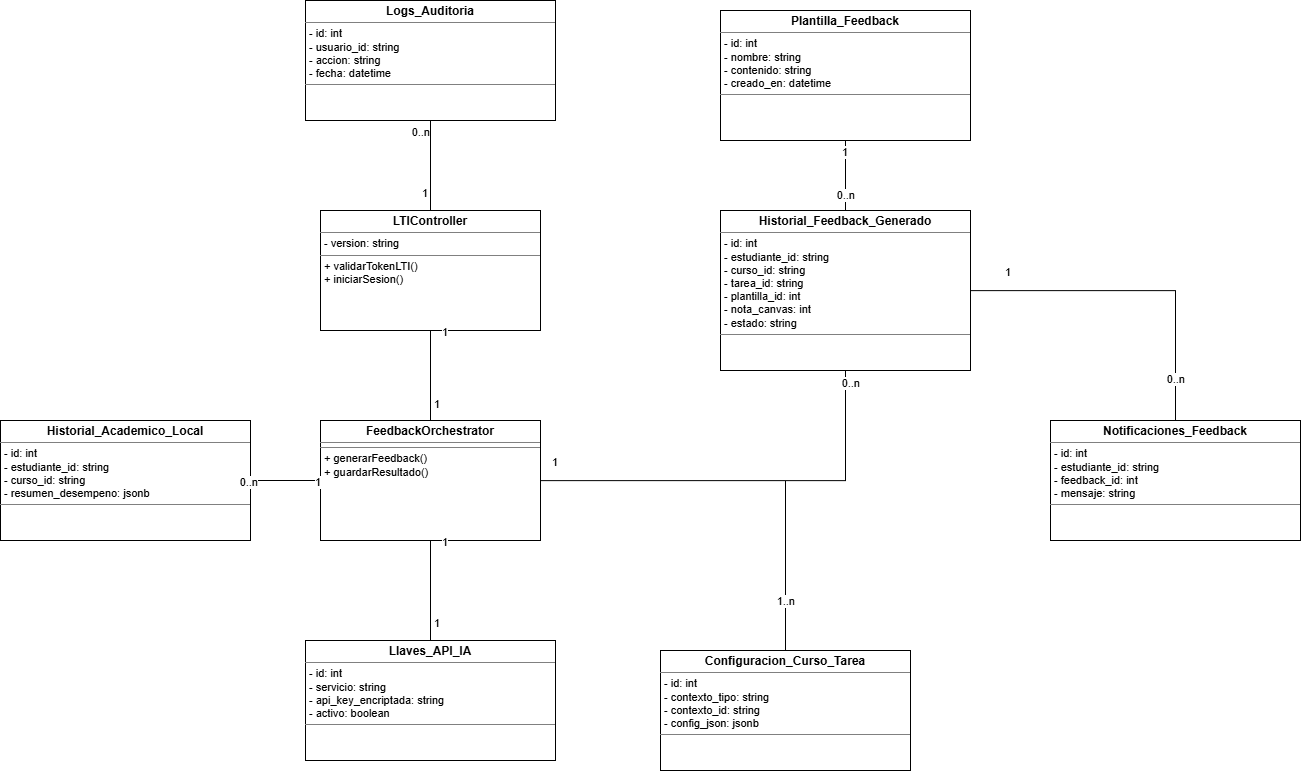 Logs_Auditoria
- id: int
- usuario_id: string
- accion: string
- fecha: datetime
0..n
1
LTIController
- version: string
+ validarTokenLTI()
+ iniciarSesion()
1
1
FeedbackOrchestrator
+ generarFeedback()
+ guardarResultado()
1
1
1
Historial_Academico_Local
- id: int
- estudiante_id: string
- curso_id: string
- resumen_desempeno: jsonb
0..n
1
Llaves_API_IA
- id: int
- servicio: string
- api_key_encriptada: string
- activo: boolean
Plantilla_Feedback
- id: int
- nombre: string
- contenido: string
- creado_en: datetime
1
0..n
Historial_Feedback_Generado
- id: int
- estudiante_id: string
- curso_id: string
- tarea_id: string
- plantilla_id: int
- nota_canvas: int
- estado: string
0..n
1
0..n
Notificaciones_Feedback
- id: int
- estudiante_id: string
- feedback_id: int
- mensaje: string
1..n
Configuracion_Curso_Tarea
- id: int
- contexto_tipo: string
- contexto_id: string
- config_json: jsonb